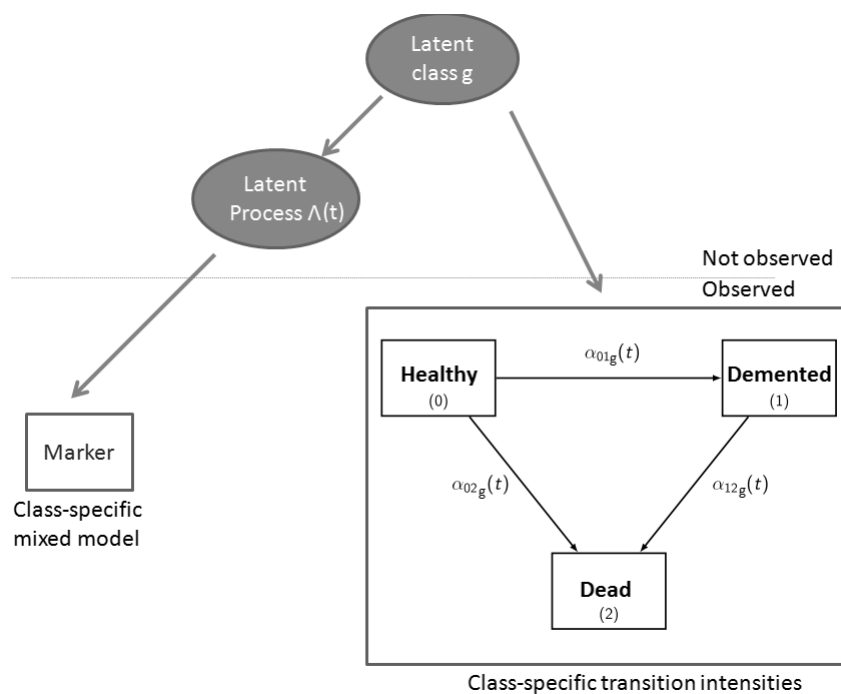 Latent
class g
Latent
Process Λ(t)
Not observed
Observed
Healthy
(0)
α₀₁g(t)
Demented
(1)
α₀₂g(t)
α₁₂g(t)
Dead
(2)
Marker
Class-specific
mixed model
Class-specific transition intensities